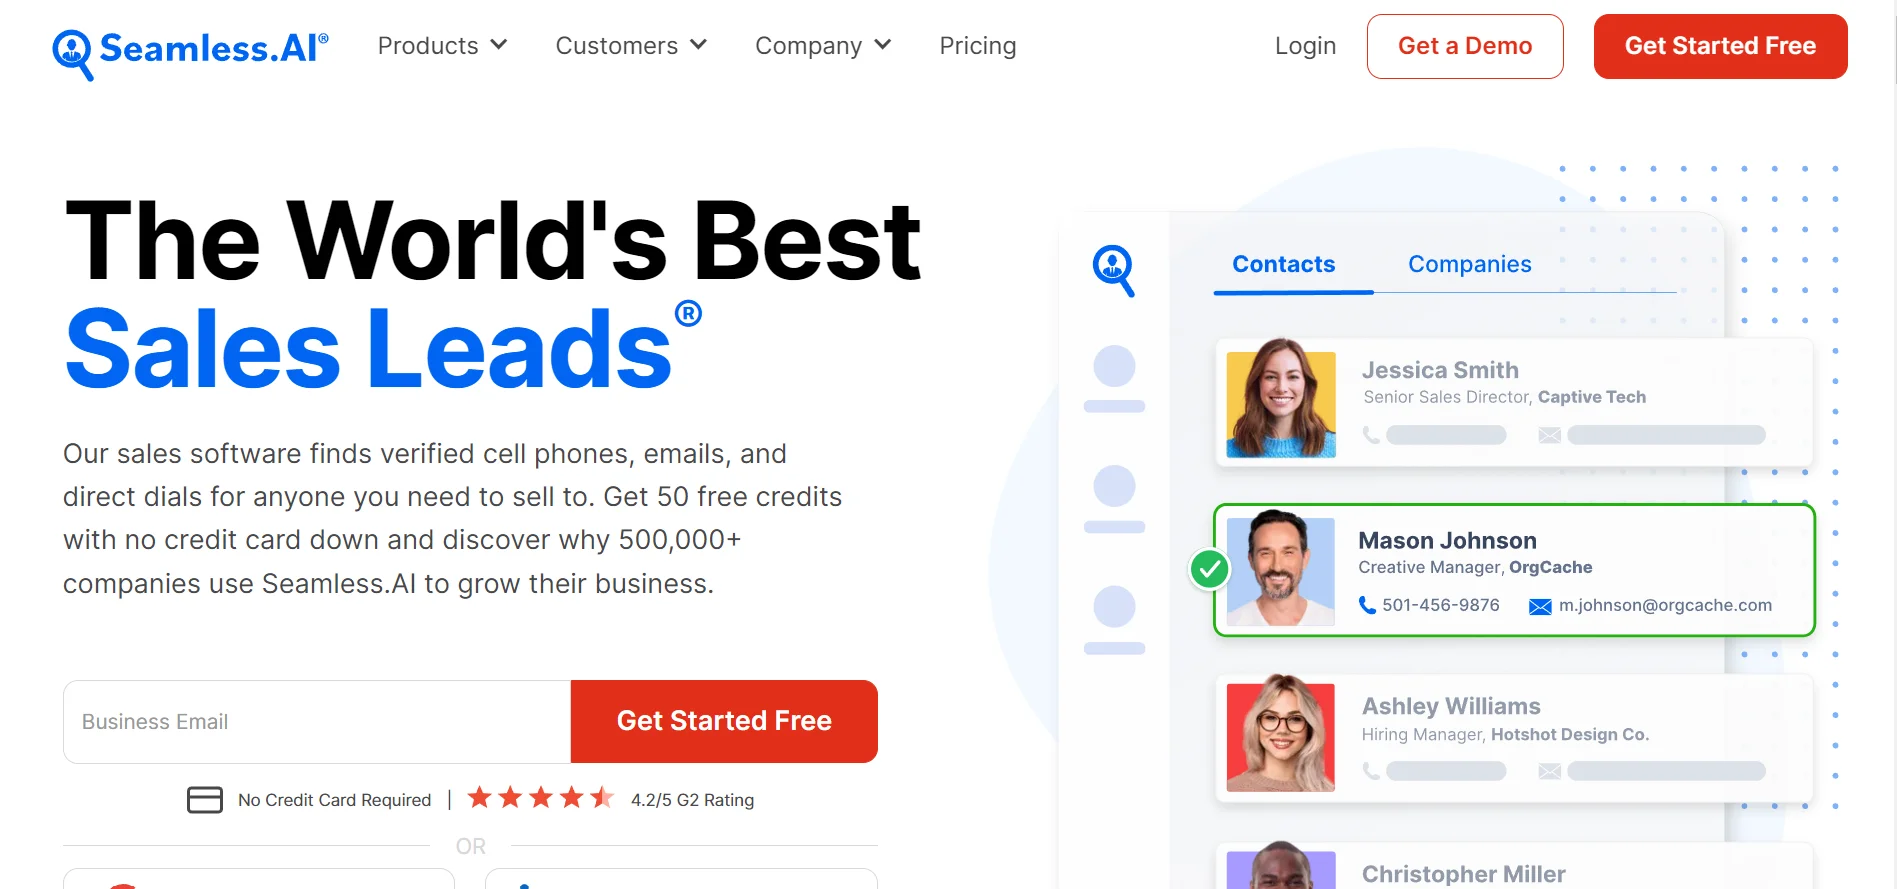 Seamless.AI®
Products
Customers
Company
Pricing
Login
Get a Demo
Get Started Free
The World's Best
Sales Leads®
Our sales software finds verified cell phones, emails, and
direct dials for anyone you need to sell to. Get 50 free credits
with no credit card down and discover why 500,000+
companies use Seamless.AI to grow their business.
Business Email
Get Started Free
No Credit Card Required | 4.2/5 G2 Rating
OR
Contacts
Companies
Jessica Smith
Senior Sales Director, Captive Tech
Mason Johnson
Creative Manager, OrgCache
501-456-9876
m.johnson@orgcache.com
Ashley Williams
Hiring Manager, Hotshot Design Co.
Christopher Miller